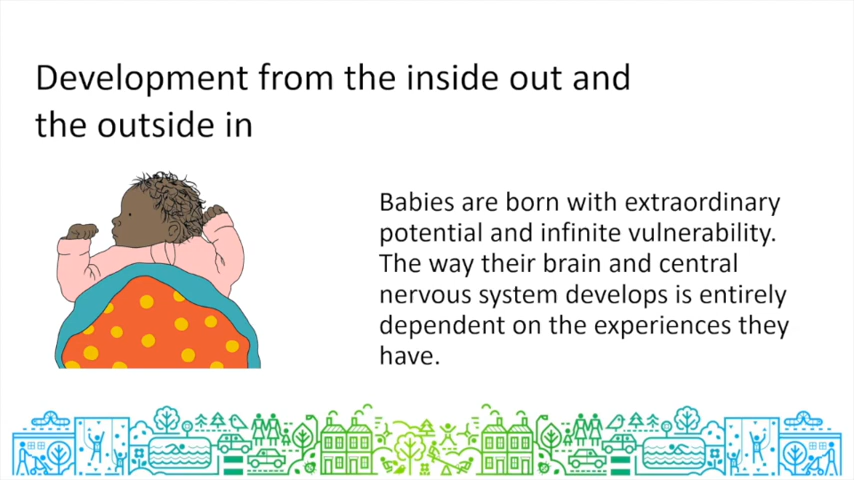 Development from the inside out and
the outside in
Babies are born with extraordinary
potential and infinite vulnerability.
The way their brain and central
nervous system develops is entirely
dependent on the experiences they
have.